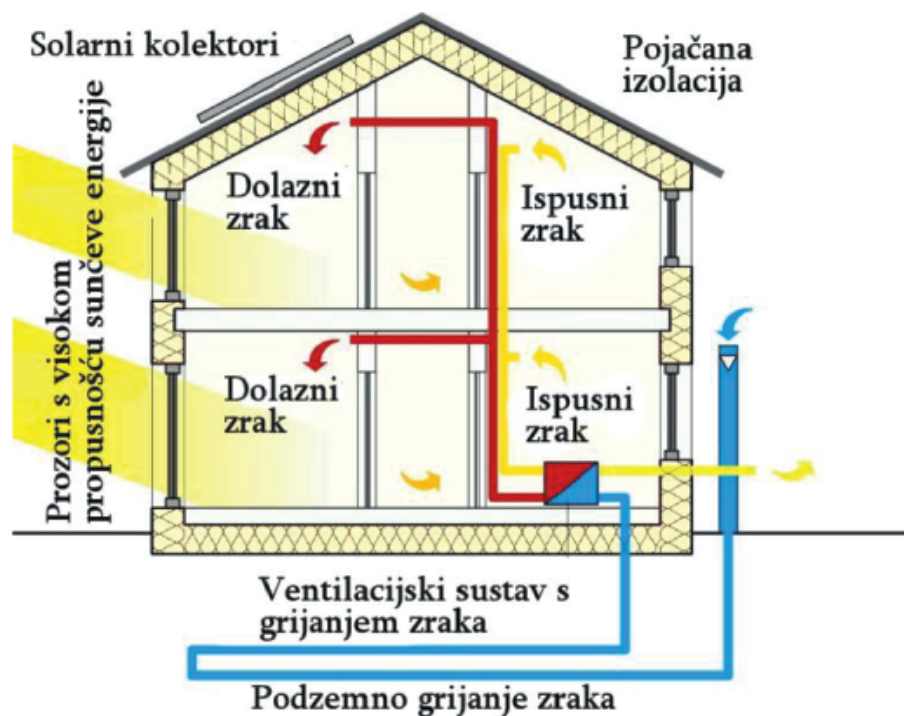 Solarni kolektori
Pojačana
izolacija
Prozori s visokom
propusnošću sunčeve energije
Dolazni
zrak
Ispusni
zrak
Dolazni
zrak
Ispusni
zrak
Ventilacijski sustav s
grijanjem zraka
Podzemno grijanje zraka